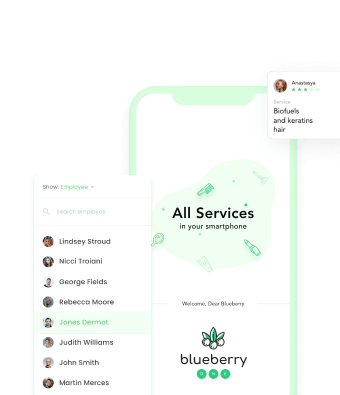 Anastasya
Service
Biofuels
and keratins
hair
Show: Employee
Search employee
Lindsey Stroud
Nicci Troiani
George Fields
Rebecca Moore
Jones Dermot
Judith Williams
John Smith
Martin Merces
All Services
in your smartphone
Welcome, Dear Blueberry
blueberry